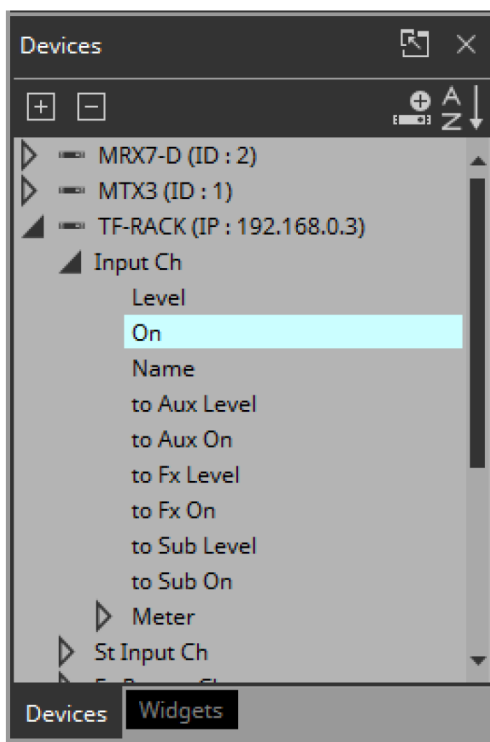 Devices
MRX7-D (ID : 2)
MTX3 (ID : 1)
TF-RACK (IP : 192.168.0.3)
Input Ch
Level
On
Name
to Aux Level
to Aux On
to Fx Level
to Fx On
to Sub Level
to Sub On
Meter
St Input Ch
Devices
Widgets